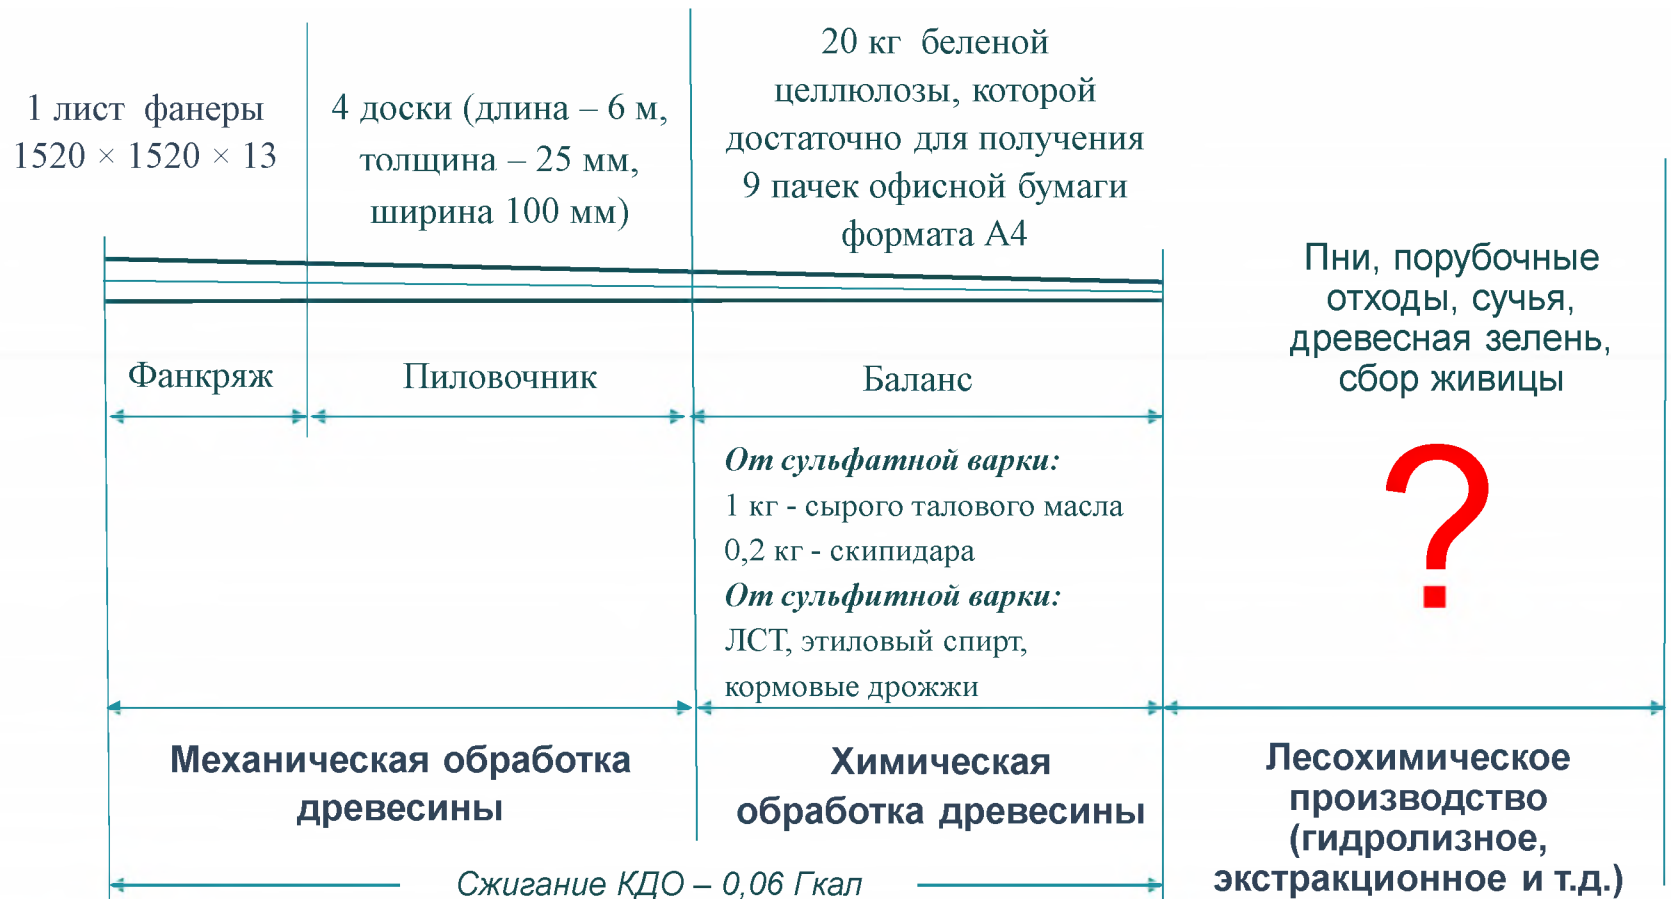 1 лист фанеры
1520 × 1520 × 13
4 доски (длина – 6 м,
толщина – 25 мм,
ширина 100 мм)
20 кг беленой
целлюлозы, которой
достаточно для получения
9 пачек офисной бумаги
формата А4
Пни, порубочные
отходы, сучья,
древесная зелень,
сбор живицы
?
Фанкряж
Пиловочник
Баланс
От сульфатной варки:
1 кг - сырого талового масла
0,2 кг - скипидара
От сульфитной варки:
ЛСТ, этиловый спирт,
кормовые дрожжи
Механическая обработка
древесины
Химическая
обработка древесины
Лесохимическое
производство
(гидролизное,
экстракционное и т.д.)
Сжигание КДО – 0,06 Гкал